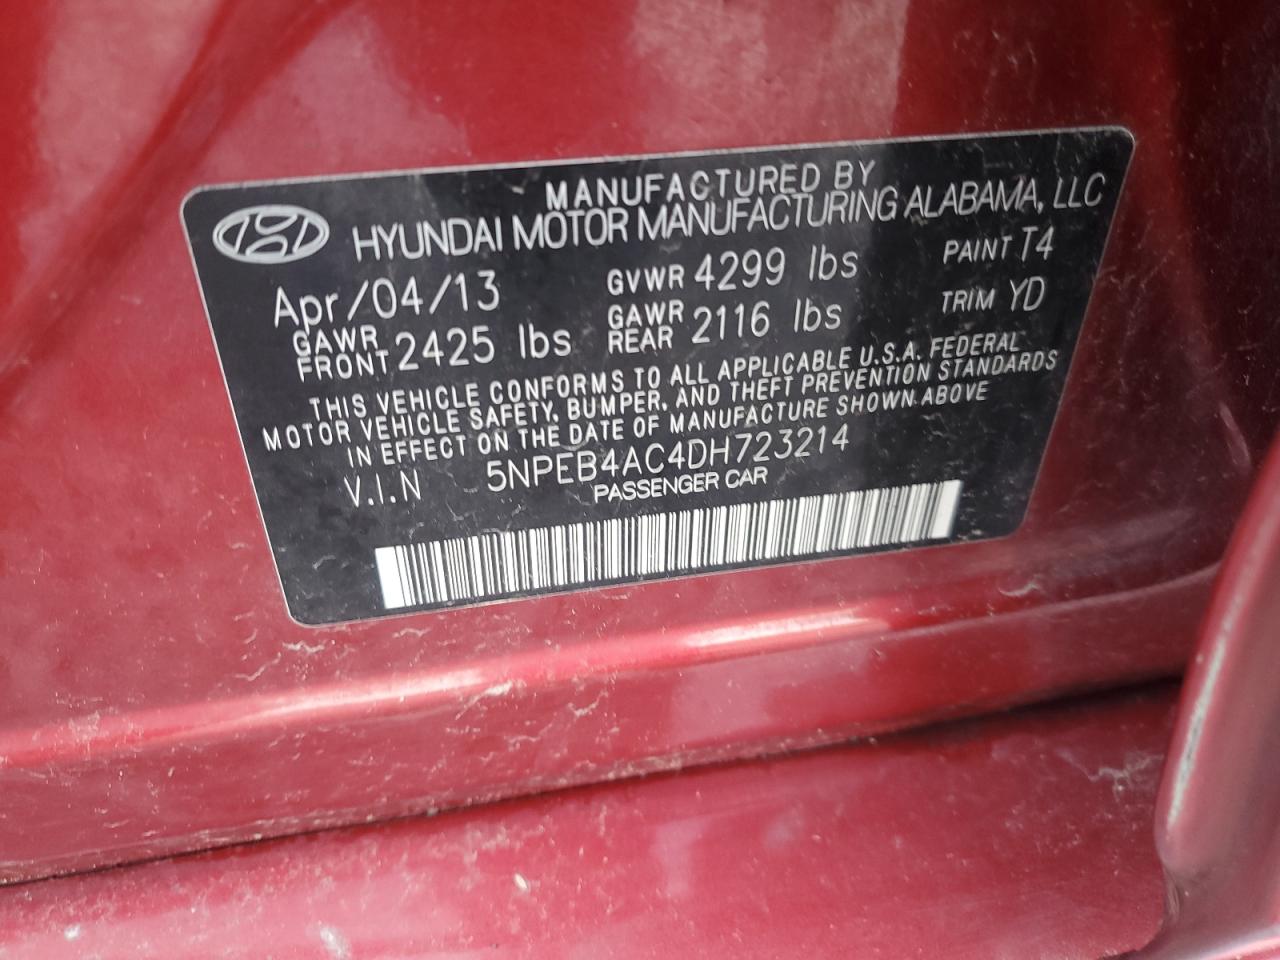 MANUFACTURED BY
HYUNDAI MOTOR MANUFACTURING ALABAMA, LLC
Apr/04/13 GVWR 4299 lbs PAINT T4
GAWR FRONT 2425 lbs GAWR REAR 2116 lbs TRIM YD
THIS VEHICLE CONFORMS TO ALL APPLICABLE U.S.A. FEDERAL
MOTOR VEHICLE SAFETY, BUMPER, AND THEFT PREVENTION STANDARDS
IN EFFECT ON THE DATE OF MANUFACTURE SHOWN ABOVE
V.I.N 5NPEB4AC4DH723214
PASSENGER CAR